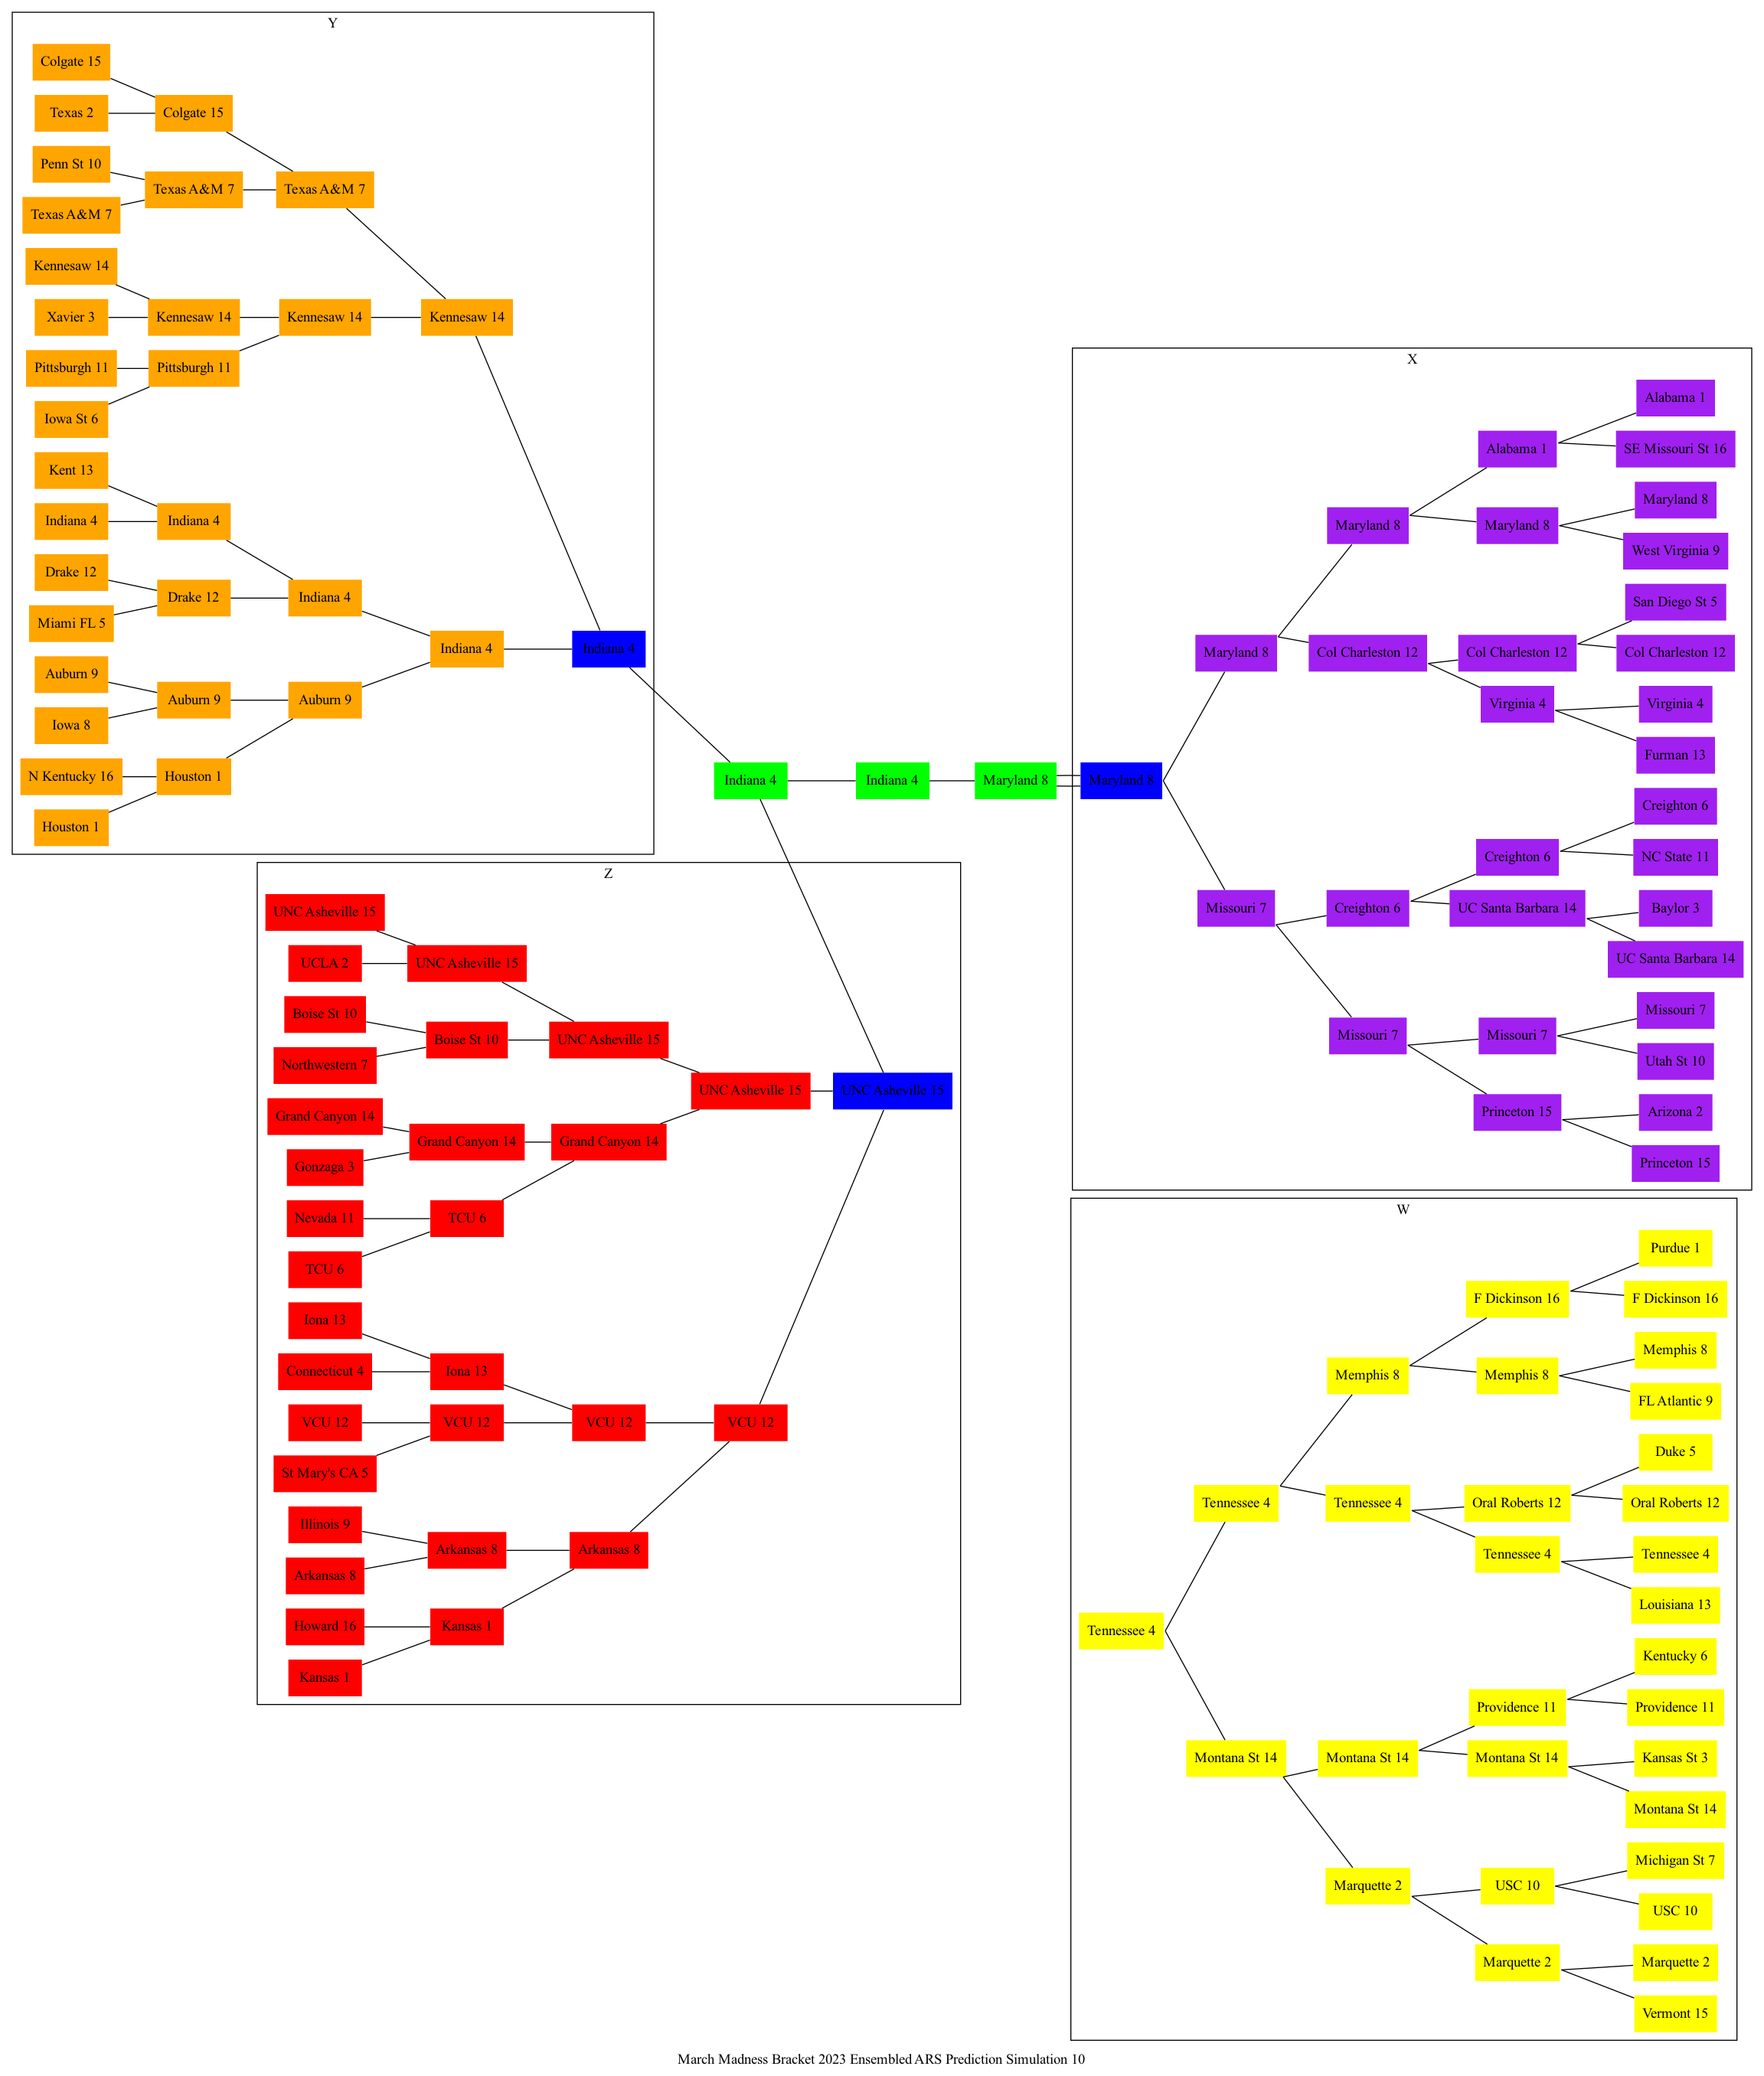 Y
Colgate 15
Texas 2
Penn St 10
Texas A&M 7
Kennesaw 14
Xavier 3
Pittsburgh 11
Iowa St 6
Kent 13
Indiana 4
Drake 12
Miami FL 5
Auburn 9
Iowa 8
N Kentucky 16
Houston 1
Colgate 15
Texas A&M 7
Kennesaw 14
Pittsburgh 11
Indiana 4
Drake 12
Auburn 9
Houston 1
Texas A&M 7
Kennesaw 14
Indiana 4
Auburn 9
Kennesaw 14
Indiana 4
Indiana 4
Indiana 4
Indiana 4
Maryland 8
Z
UNC Asheville 15
UCLA 2
Boise St 10
Northwestern 7
Grand Canyon 14
Gonzaga 3
Nevada 11
TCU 6
Iona 13
Connecticut 4
VCU 12
St Mary's CA 5
Illinois 9
Arkansas 8
Howard 16
Kansas 1
UNC Asheville 15
Boise St 10
Grand Canyon 14
TCU 6
Iona 13
VCU 12
Arkansas 8
Kansas 1
UNC Asheville 15
Grand Canyon 14
VCU 12
Arkansas 8
UNC Asheville 15
VCU 12
UNC Asheville 15
X
Maryland 8
Maryland 8
Missouri 7
Maryland 8
Col Charleston 12
Creighton 6
Missouri 7
Alabama 1
Maryland 8
Col Charleston 12
Virginia 4
Creighton 6
UC Santa Barbara 14
Missouri 7
Princeton 15
Alabama 1
SE Missouri St 16
Maryland 8
West Virginia 9
San Diego St 5
Col Charleston 12
Virginia 4
Furman 13
Creighton 6
NC State 11
Baylor 3
UC Santa Barbara 14
Missouri 7
Utah St 10
Arizona 2
Princeton 15
W
Tennessee 4
Tennessee 4
Montana St 14
Memphis 8
Tennessee 4
Montana St 14
Marquette 2
F Dickinson 16
Memphis 8
Oral Roberts 12
Tennessee 4
Providence 11
Montana St 14
USC 10
Marquette 2
Purdue 1
F Dickinson 16
Memphis 8
FL Atlantic 9
Duke 5
Oral Roberts 12
Tennessee 4
Louisiana 13
Kentucky 6
Providence 11
Kansas St 3
Montana St 14
Michigan St 7
USC 10
Marquette 2
Vermont 15
March Madness Bracket 2023 Ensembled ARS Prediction Simulation 10